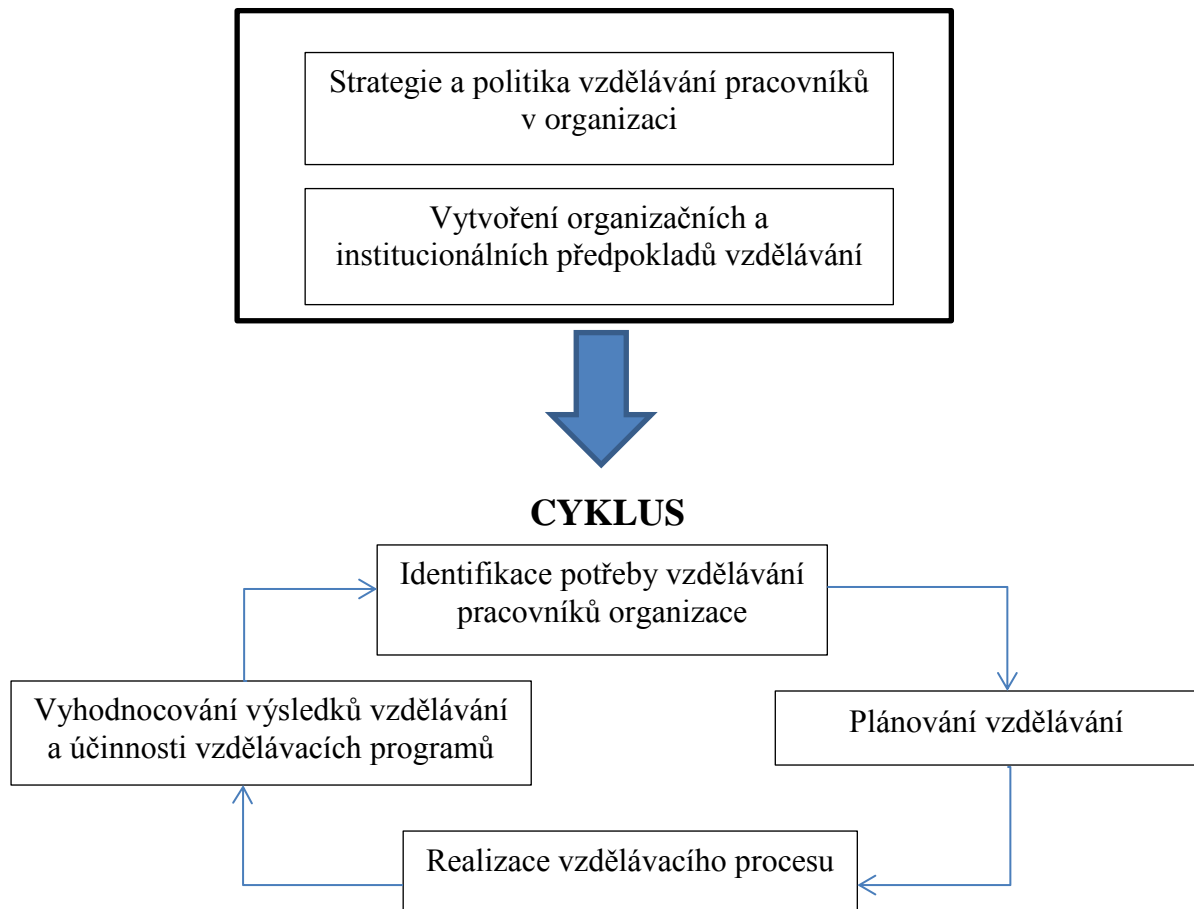 Strategie a politika vzdělávání pracovníků
v organizaci
Vytvoření organizačních a
institucionálních předpokladů vzdělávání
CYKLUS
Identifikace potřeby vzdělávání
pracovníků organizace
Vyhodnocování výsledků vzdělávání
a účinnosti vzdělávacích programů
Plánování vzdělávání
Realizace vzdělávacího procesu